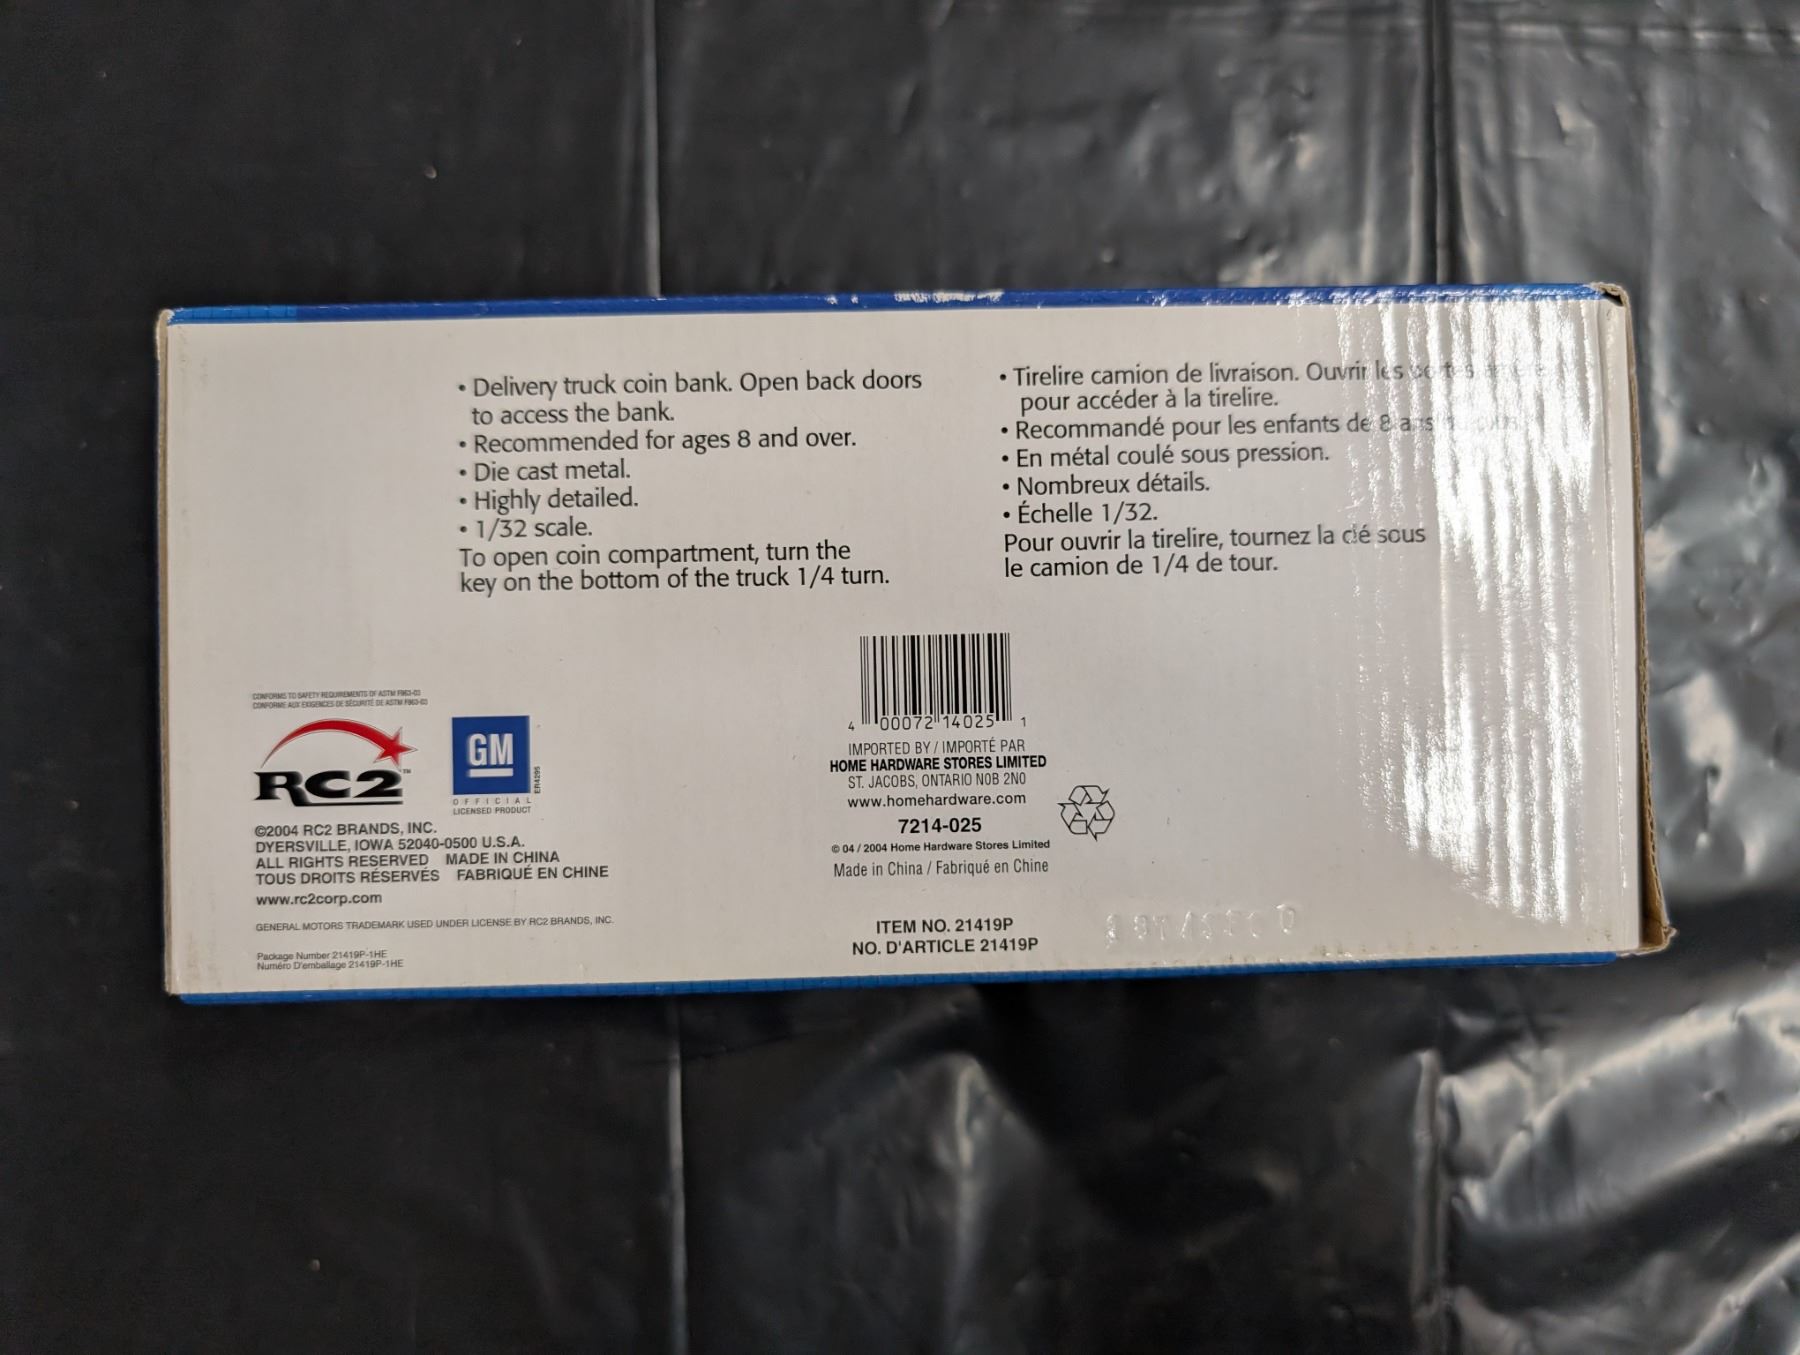 • Delivery truck coin bank. Open back doors
to access the bank.
• Recommended for ages 8 and over.
• Die cast metal.
• Highly detailed.
• 1/32 scale.
To open coin compartment, turn the
key on the bottom of the truck 1/4 turn.
• Tirelire camion de livraison. Ouvrir les
pour accéder à la tirelire.
• Recommandé pour les enfants de 8 ans
• En métal coulé sous pression.
• Nombreux détails.
• Échelle 1/32.
Pour ouvrir la tirelire, tournez la clé sous
le camion de 1/4 de tour.
CONFORMS TO SAFETY REQUIREMENTS OF ASTM F963-03
CONFORME AUX EXIGENCES DE SÉCURITÉ DE ASTM F963-03
RC2™
GM
ER4295
OFFICIAL
LICENSED PRODUCT
©2004 RC2 BRANDS, INC.
DYERSVILLE, IOWA 52040-0500 U.S.A.
ALL RIGHTS RESERVED MADE IN CHINA
TOUS DROITS RÉSERVÉS FABRIQUÉ EN CHINE
www.rc2corp.com
GENERAL MOTORS TRADEMARK USED UNDER LICENSE BY RC2 BRANDS, INC.
Package Number 21419P-1HE
Numéro D'emballage 21419P-1HE
4 00072 14025 1
IMPORTED BY / IMPORTÉ PAR
HOME HARDWARE STORES LIMITED
ST. JACOBS, ONTARIO N0B 2N0
www.homehardware.com
7214-025
© 04 / 2004 Home Hardware Stores Limited
Made in China / Fabriqué en Chine
ITEM NO. 21419P
NO. D'ARTICLE 21419P